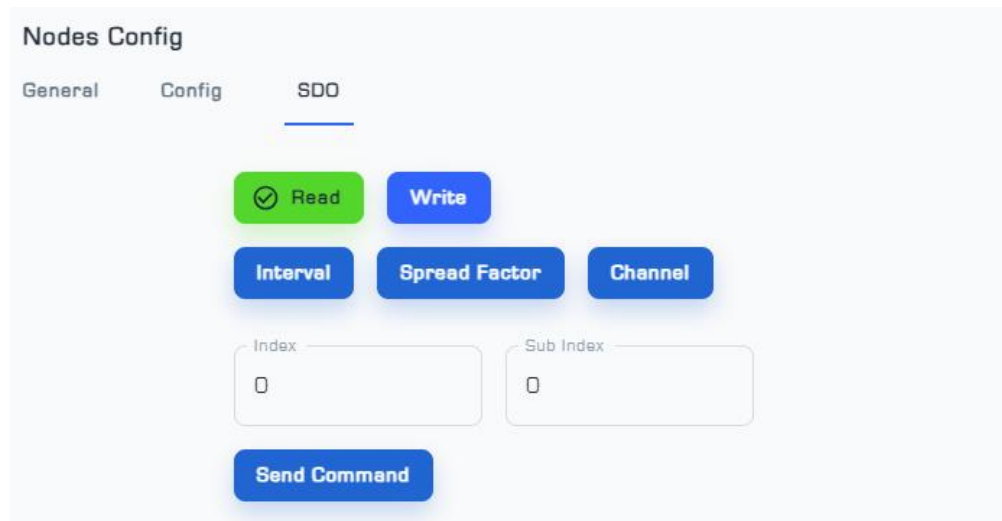 Nodes Config
General Config SDO
Read Write
Interval Spread Factor Channel
Index Sub Index
0 0
Send Command